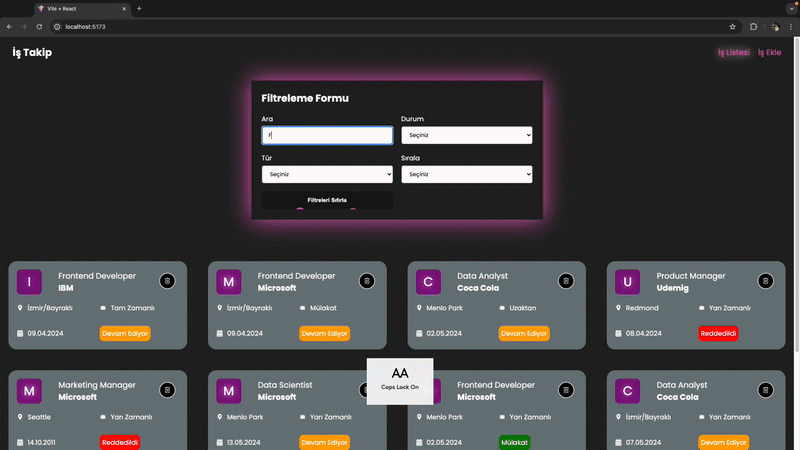 Vite + React
localhost:5173
İş Takip
İş Listesi İş Ekle
Filtreleme Formu
Ara Durum
F Seçiniz
Tür Sırala
Seçiniz Seçiniz
Filtreleri Sıfırla
I Frontend Developer
IBM
İzmir/Bayraklı Tam Zamanlı
09.04.2024 Devam Ediyor
M Frontend Developer
Microsoft
İzmir/Bayraklı Mülakat
09.04.2024 Devam Ediyor
C Data Analyst
Coca Cola
Menlo Park Uzaktan
02.05.2024 Devam Ediyor
U Product Manager
Udemig
Redmond Yarı Zamanlı
08.04.2024 Reddedildi
M Marketing Manager
Microsoft
Seattle Yarı Zamanlı
14.10.2011 Reddedildi
M Data Scientist
Microsoft
Menlo Park Yarı Zamanlı
13.05.2024 Devam Ediyor
AA
Caps Lock On
Frontend Developer
Microsoft
Menlo Park Yarı Zamanlı
02.05.2024 Mülakat
C Data Analyst
Coca Cola
İzmir/Bayraklı Yarı Zamanlı
07.05.2024 Devam Ediyor